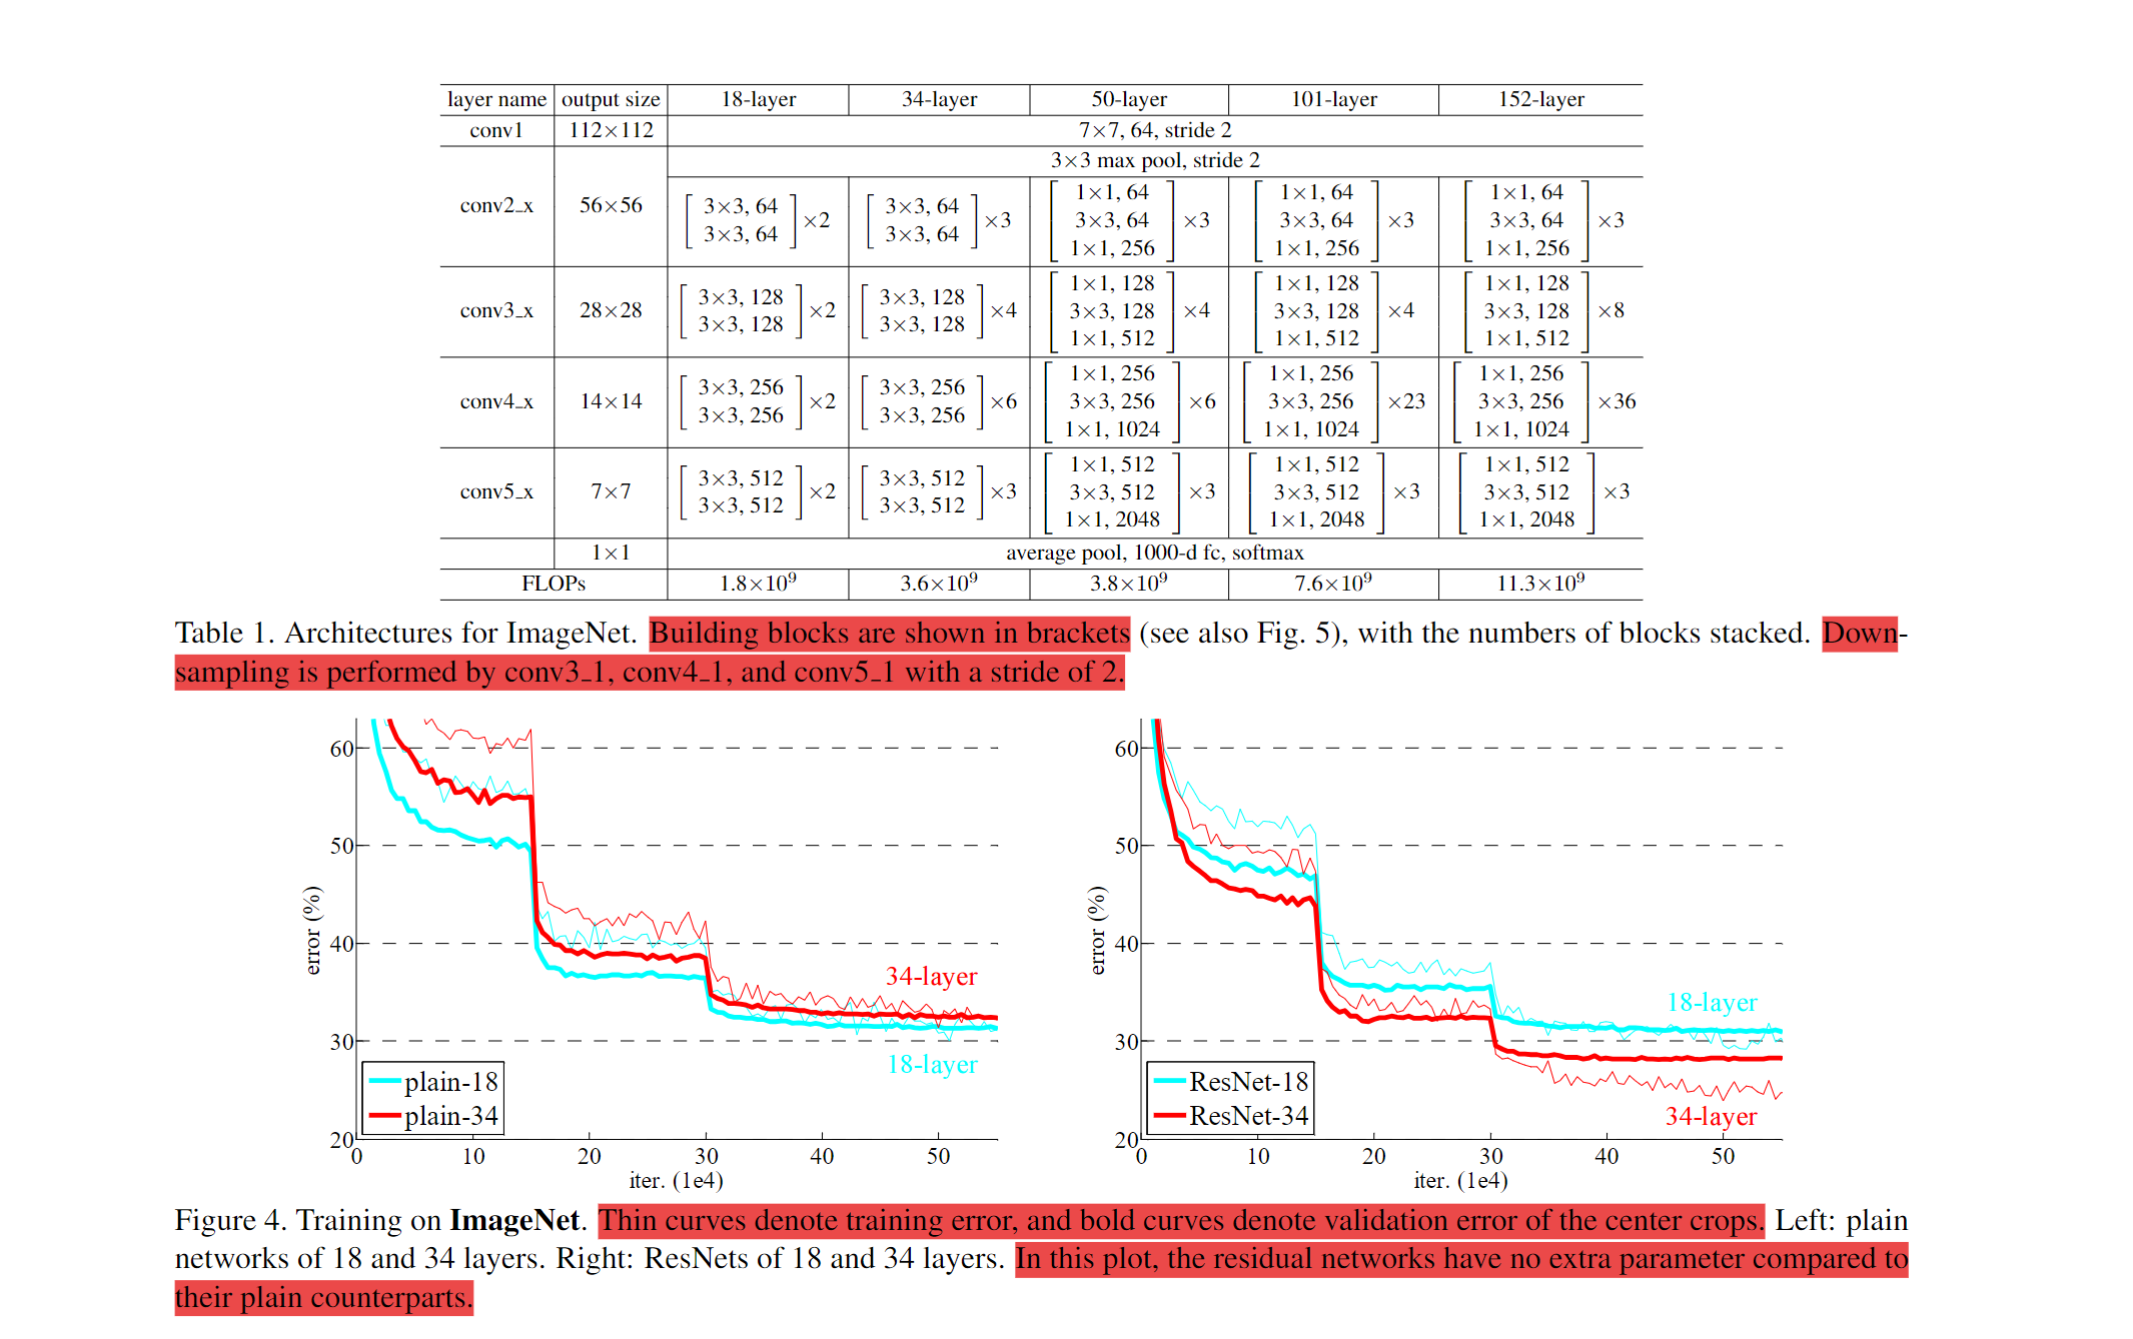 layer name output size 18-layer 34-layer 50-layer 101-layer 152-layer
conv1 112×112 7×7, 64, stride 2
3×3 max pool, stride 2
conv2_x 56×56 [3×3, 64 3×3, 64]×2 [3×3, 64 3×3, 64]×3 [1×1, 64 3×3, 64 1×1, 256]×3 [1×1, 64 3×3, 64 1×1, 256]×3 [1×1, 64 3×3, 64 1×1, 256]×3
conv3_x 28×28 [3×3, 128 3×3, 128]×2 [3×3, 128 3×3, 128]×4 [1×1, 128 3×3, 128 1×1, 512]×4 [1×1, 128 3×3, 128 1×1, 512]×4 [1×1, 128 3×3, 128 1×1, 512]×8
conv4_x 14×14 [3×3, 256 3×3, 256]×2 [3×3, 256 3×3, 256]×6 [1×1, 256 3×3, 256 1×1, 1024]×6 [1×1, 256 3×3, 256 1×1, 1024]×23 [1×1, 256 3×3, 256 1×1, 1024]×36
conv5_x 7×7 [3×3, 512 3×3, 512]×2 [3×3, 512 3×3, 512]×3 [1×1, 512 3×3, 512 1×1, 2048]×3 [1×1, 512 3×3, 512 1×1, 2048]×3 [1×1, 512 3×3, 512 1×1, 2048]×3
1×1 average pool, 1000-d fc, softmax
FLOPs 1.8×10⁹ 3.6×10⁹ 3.8×10⁹ 7.6×10⁹ 11.3×10⁹
Table 1. Architectures for ImageNet. Building blocks are shown in brackets (see also Fig. 5), with the numbers of blocks stacked. Down-
sampling is performed by conv3_1, conv4_1, and conv5_1 with a stride of 2.
60
50
40
30
20
error (%)
34-layer
18-layer
plain-18
plain-34
0 10 20 30 40 50
iter. (1e4)
60
50
40
30
20
error (%)
18-layer
34-layer
ResNet-18
ResNet-34
0 10 20 30 40 50
iter. (1e4)
Figure 4. Training on ImageNet. Thin curves denote training error, and bold curves denote validation error of the center crops. Left: plain
networks of 18 and 34 layers. Right: ResNets of 18 and 34 layers. In this plot, the residual networks have no extra parameter compared to
their plain counterparts.